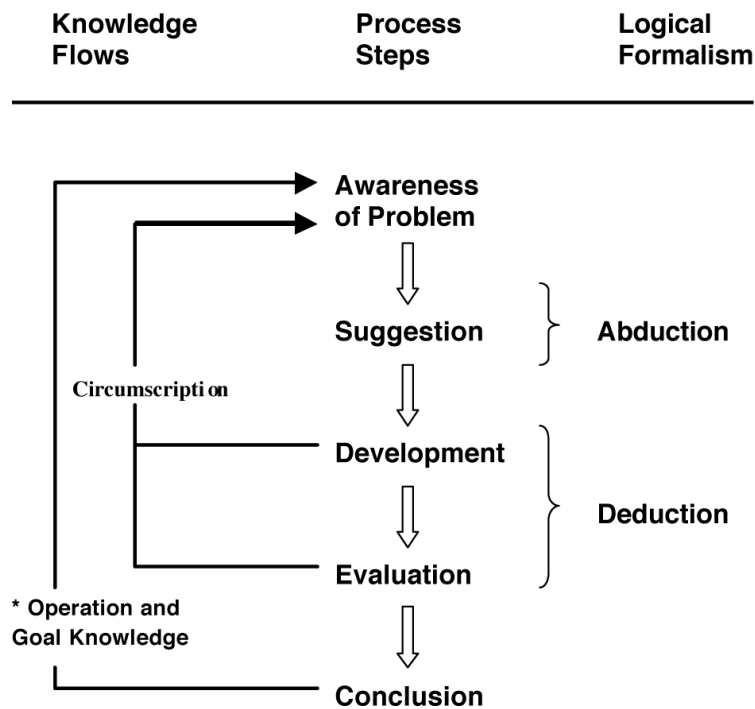 Knowledge Flows
Process Steps
Logical Formalism
Awareness of Problem
Suggestion
Abduction
Circumscription
Development
Deduction
Evaluation
* Operation and
Goal Knowledge
Conclusion